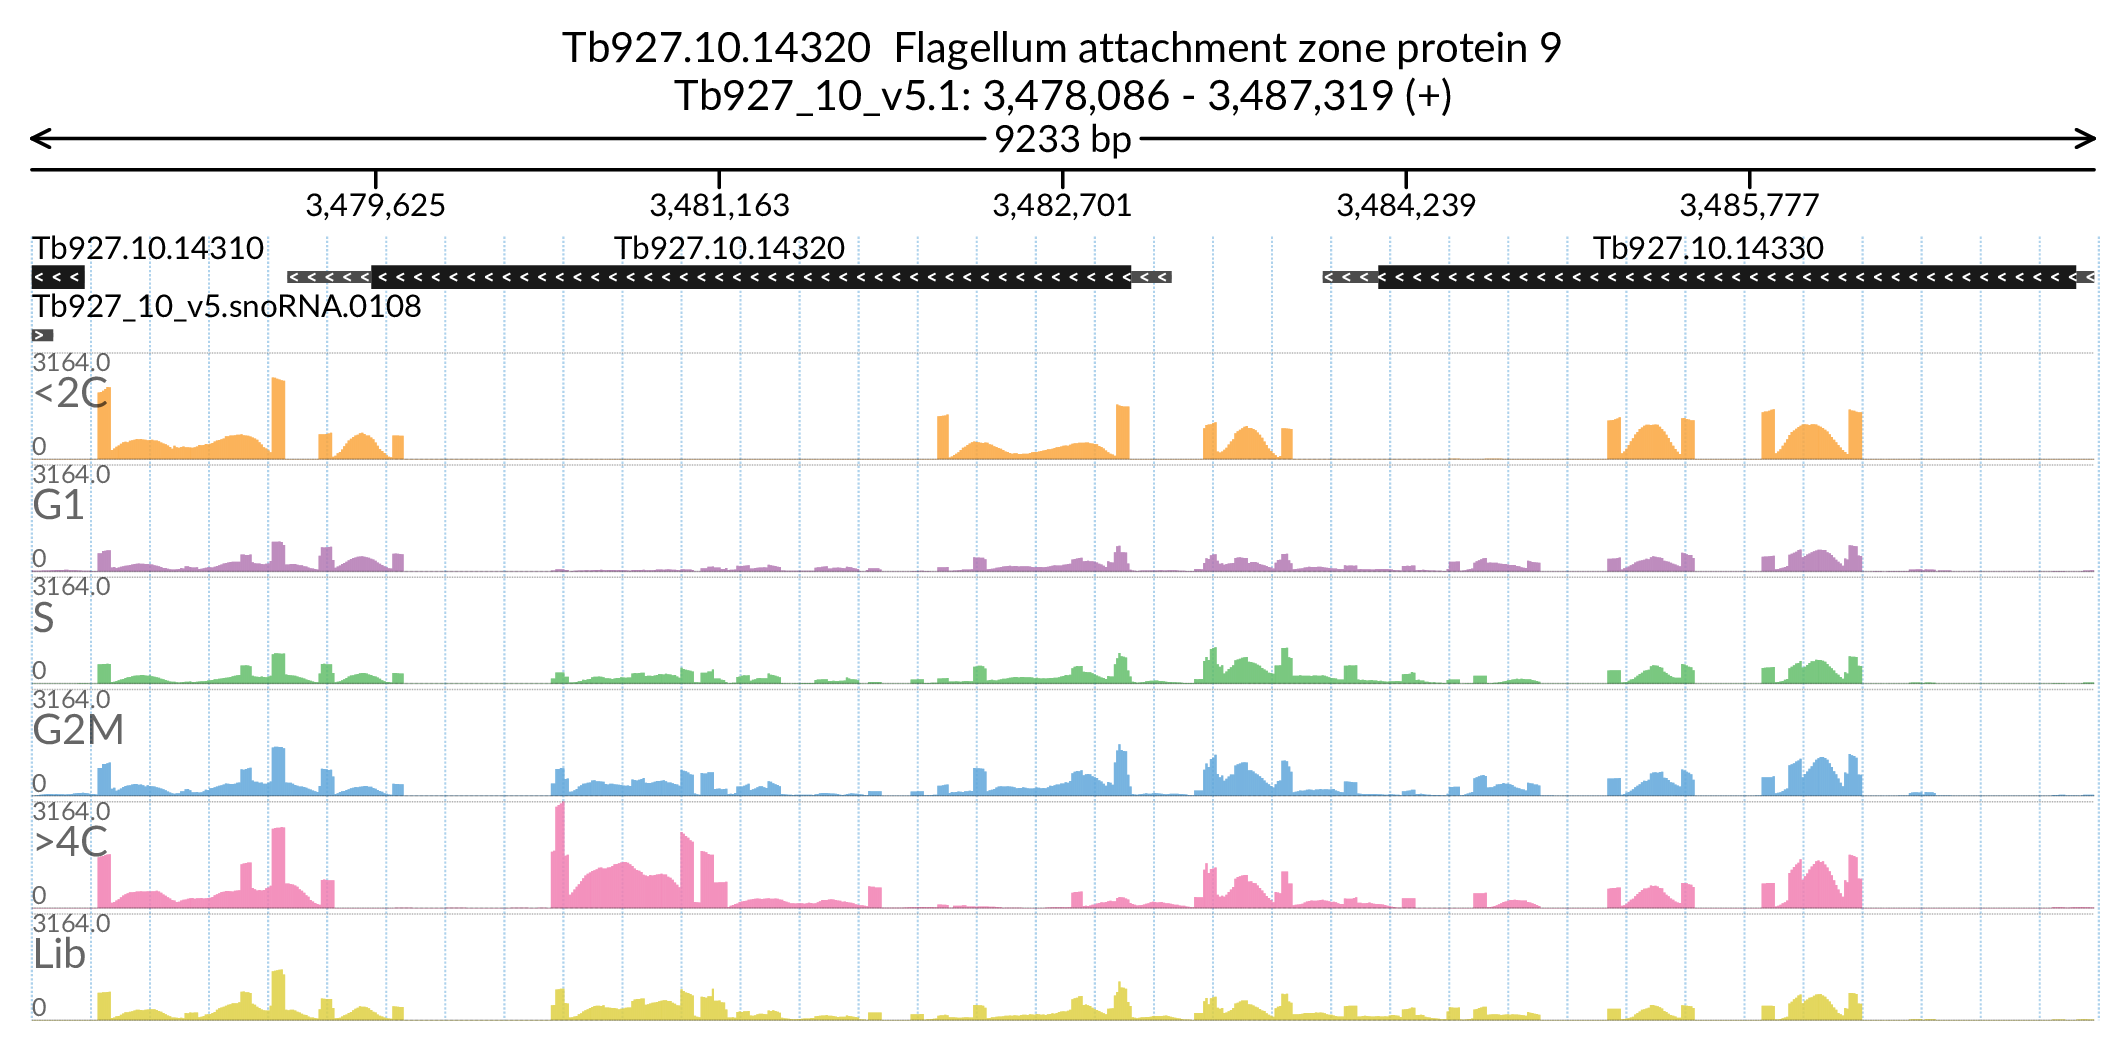 Tb927.10.14320  Flagellum attachment zone protein 9
Tb927_10_v5.1: 3,478,086 - 3,487,319 (+)
9233 bp
3,479,625 3,481,163 3,482,701 4,484,239 3,485,777
Tb927.10.14310 Tb927.10.14320 Tb927.10.14330
Tb927_10_v5.snoRNA.0108
3164.0
<2C
0
3164.0
G1
0
3164.0
S
0
3164.0
G2M
0
3164.0
>4C
0
3164.0
Lib
0